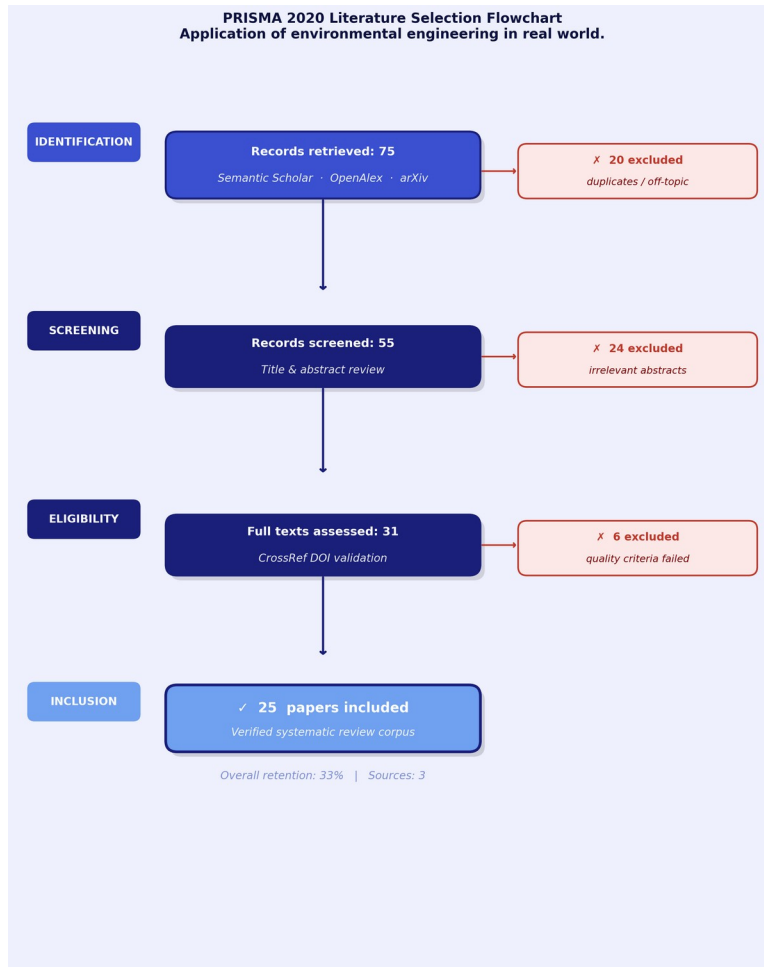 PRISMA 2020 Literature Selection Flowchart
Application of environmental engineering in real world.
IDENTIFICATION
Records retrieved: 75
Semantic Scholar · OpenAlex · arXiv
✗ 20 excluded
duplicates / off-topic
SCREENING
Records screened: 55
Title & abstract review
✗ 24 excluded
irrelevant abstracts
ELIGIBILITY
Full texts assessed: 31
CrossRef DOI validation
✗ 6 excluded
quality criteria failed
INCLUSION
✓ 25 papers included
Verified systematic review corpus
Overall retention: 33% | Sources: 3